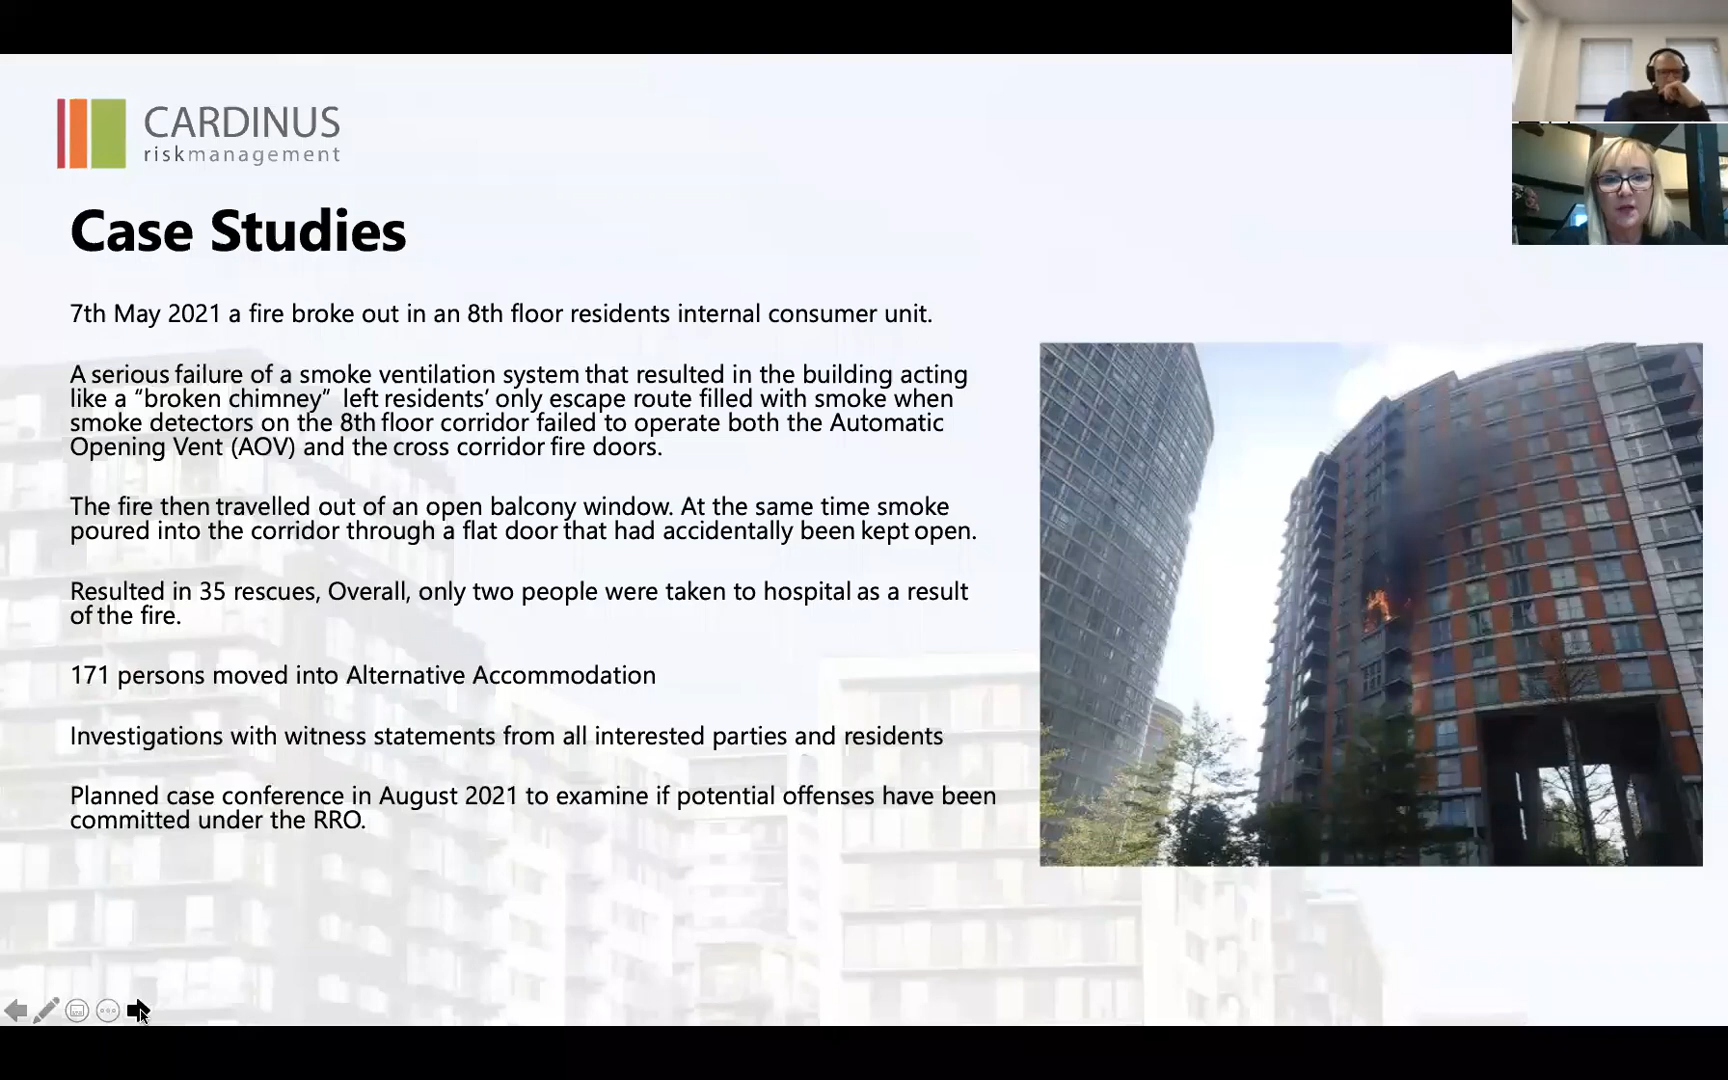 CARDINUS
riskmanagement
Case Studies
7th May 2021 a fire broke out in an 8th floor residents internal consumer unit.
A serious failure of a smoke ventilation system that resulted in the building acting
like a “broken chimney”  left residents’ only escape route filled with smoke when
smoke detectors on the 8th floor corridor failed to operate both the Automatic
Opening Vent (AOV) and the cross corridor fire doors.
The fire then travelled out of an open balcony window. At the same time smoke
poured into the corridor through a flat door that had accidentally been kept open.
Resulted in 35 rescues, Overall, only two people were taken to hospital as a result
of the fire.
171 persons moved into Alternative Accommodation
Investigations with witness statements from all interested parties and residents
Planned case conference in August 2021 to examine if potential offenses have been
committed under the RRO.